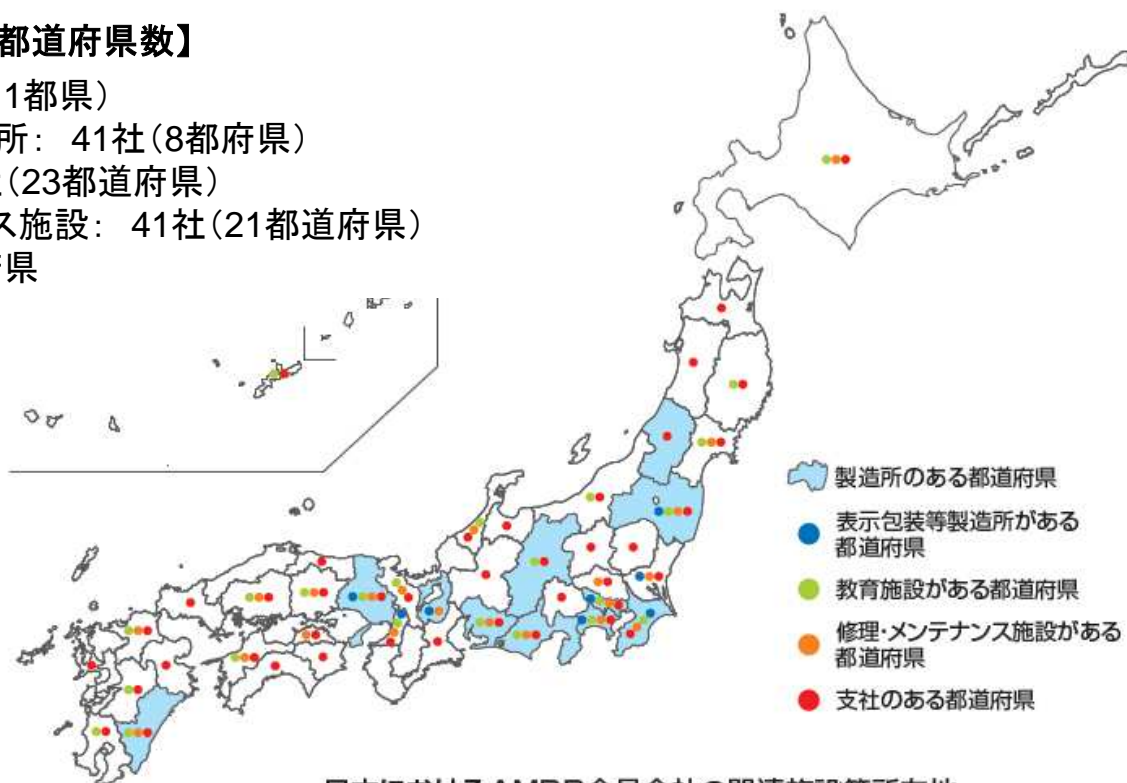 都道府県数】
1都県）
所： 41社（8都府県）
（23都道府県）
ス施設： 41社（21都道府県）
県
製造所のある都道府県
表示包装等製造所がある
都道府県
教育施設がある都道府県
修理・メンテナンス施設がある
都道府県
支社のある都道府県